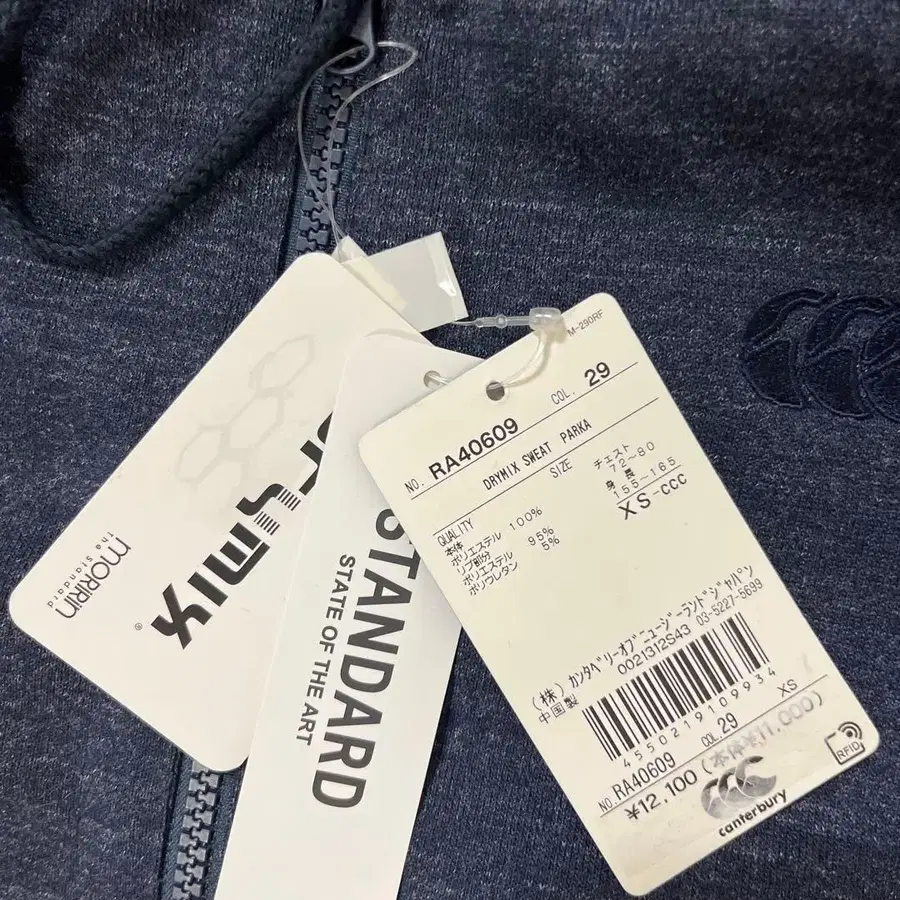 M-290RF
NO. RA40609 COL. 29
DRYMIX SWEAT PARKA
SIZE
チェスト
72~80
身長
155~165
XS-CCC
QUALITY
本体
ポリエステル 100%
リブ部分
ポリエステル 95%
ポリウレタン 5%
(株) カンタベリーオブニュージーランドジャパン
中国製 0021312S43 03-5227-5699
4550219109934
NO. RA40609 COL. 29 XS
¥12,100 (本体¥11,000)
RFID
canterbury
STANDARD
STATE OF THE ART
DRYMIX
MORIRIN
the standard
®